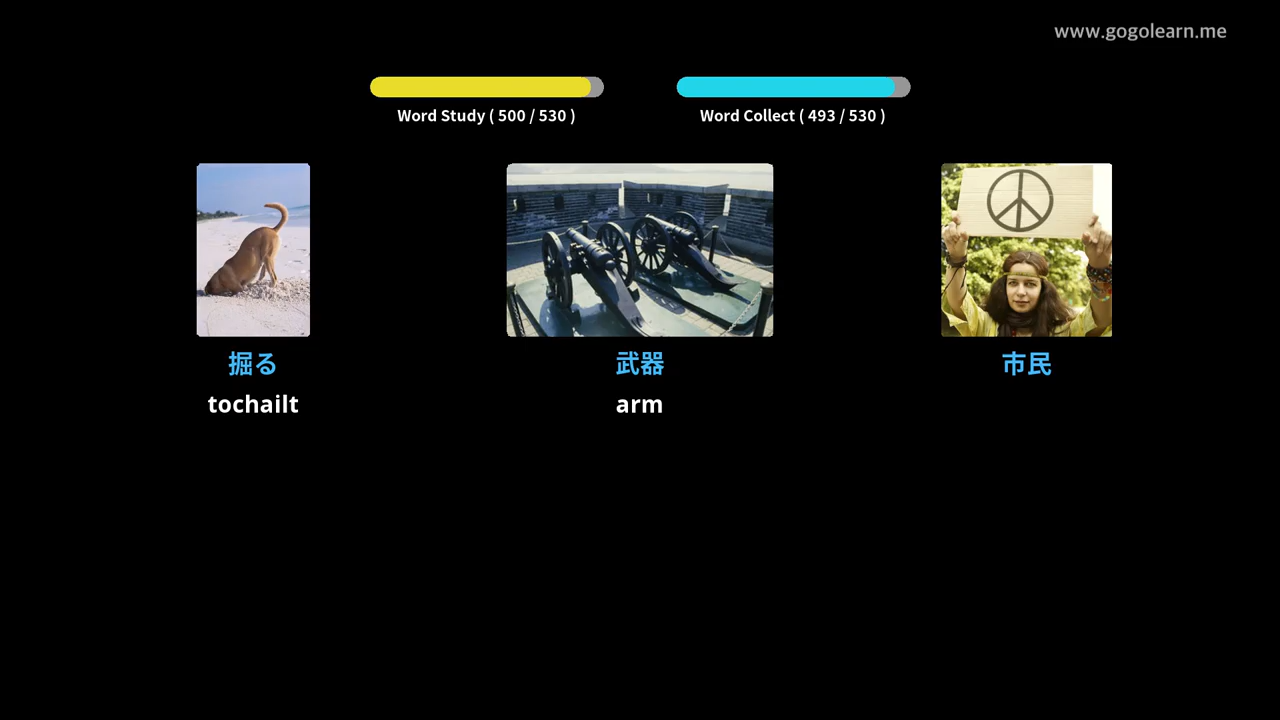 www.gogolearn.me
Word Study ( 500 / 530 )
Word Collect ( 493 / 530 )
掘る
武器
市民
tochailt
arm